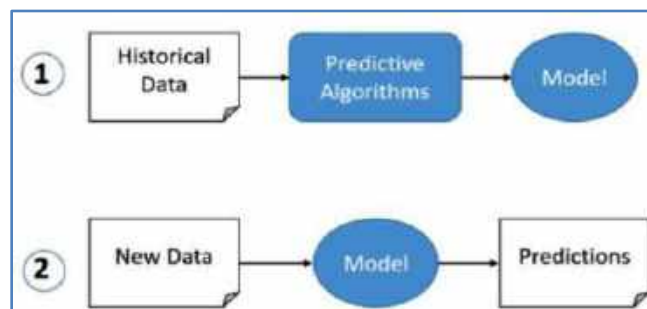 1
Historical
Data
Predictive
Algorithms
Model
2
New Data
Model
Predictions